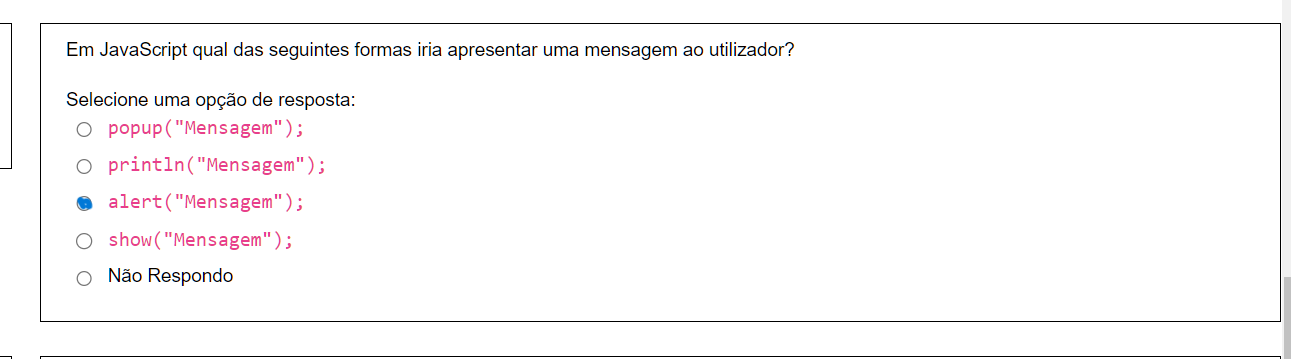 Em JavaScript qual das seguintes formas iria apresentar uma mensagem ao utilizador?
Selecione uma opção de resposta:
popup("Mensagem");
println("Mensagem");
alert("Mensagem");
show("Mensagem");
Não Respondo